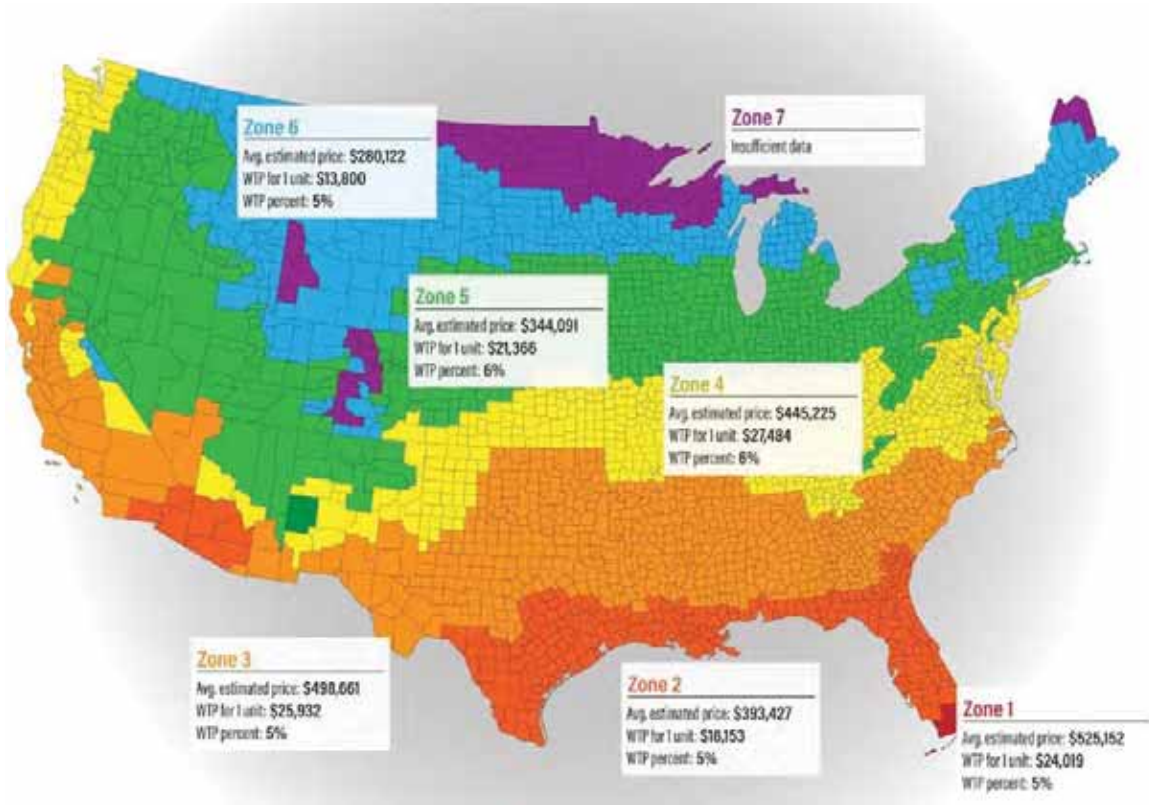 Zone 6
Avg. estimated price: $280,122
WTP for 1 unit: $13,800
WTP percent: 5%
Zone 7
Insufficient data
Zone 5
Avg. estimated price: $344,091
WTP for 1 unit: $21,366
WTP percent: 6%
Zone 4
Avg. estimated price: $445,225
WTP for 1 unit: $27,484
WTP percent: 6%
Zone 3
Avg. estimated price: $498,661
WTP for 1 unit: $25,932
WTP percent: 5%
Zone 2
Avg. estimated price: $393,427
WTP for 1 unit: $18,153
WTP percent: 5%
Zone 1
Avg. estimated price: $525,152
WTP for 1 unit: $24,019
WTP percent: 5%